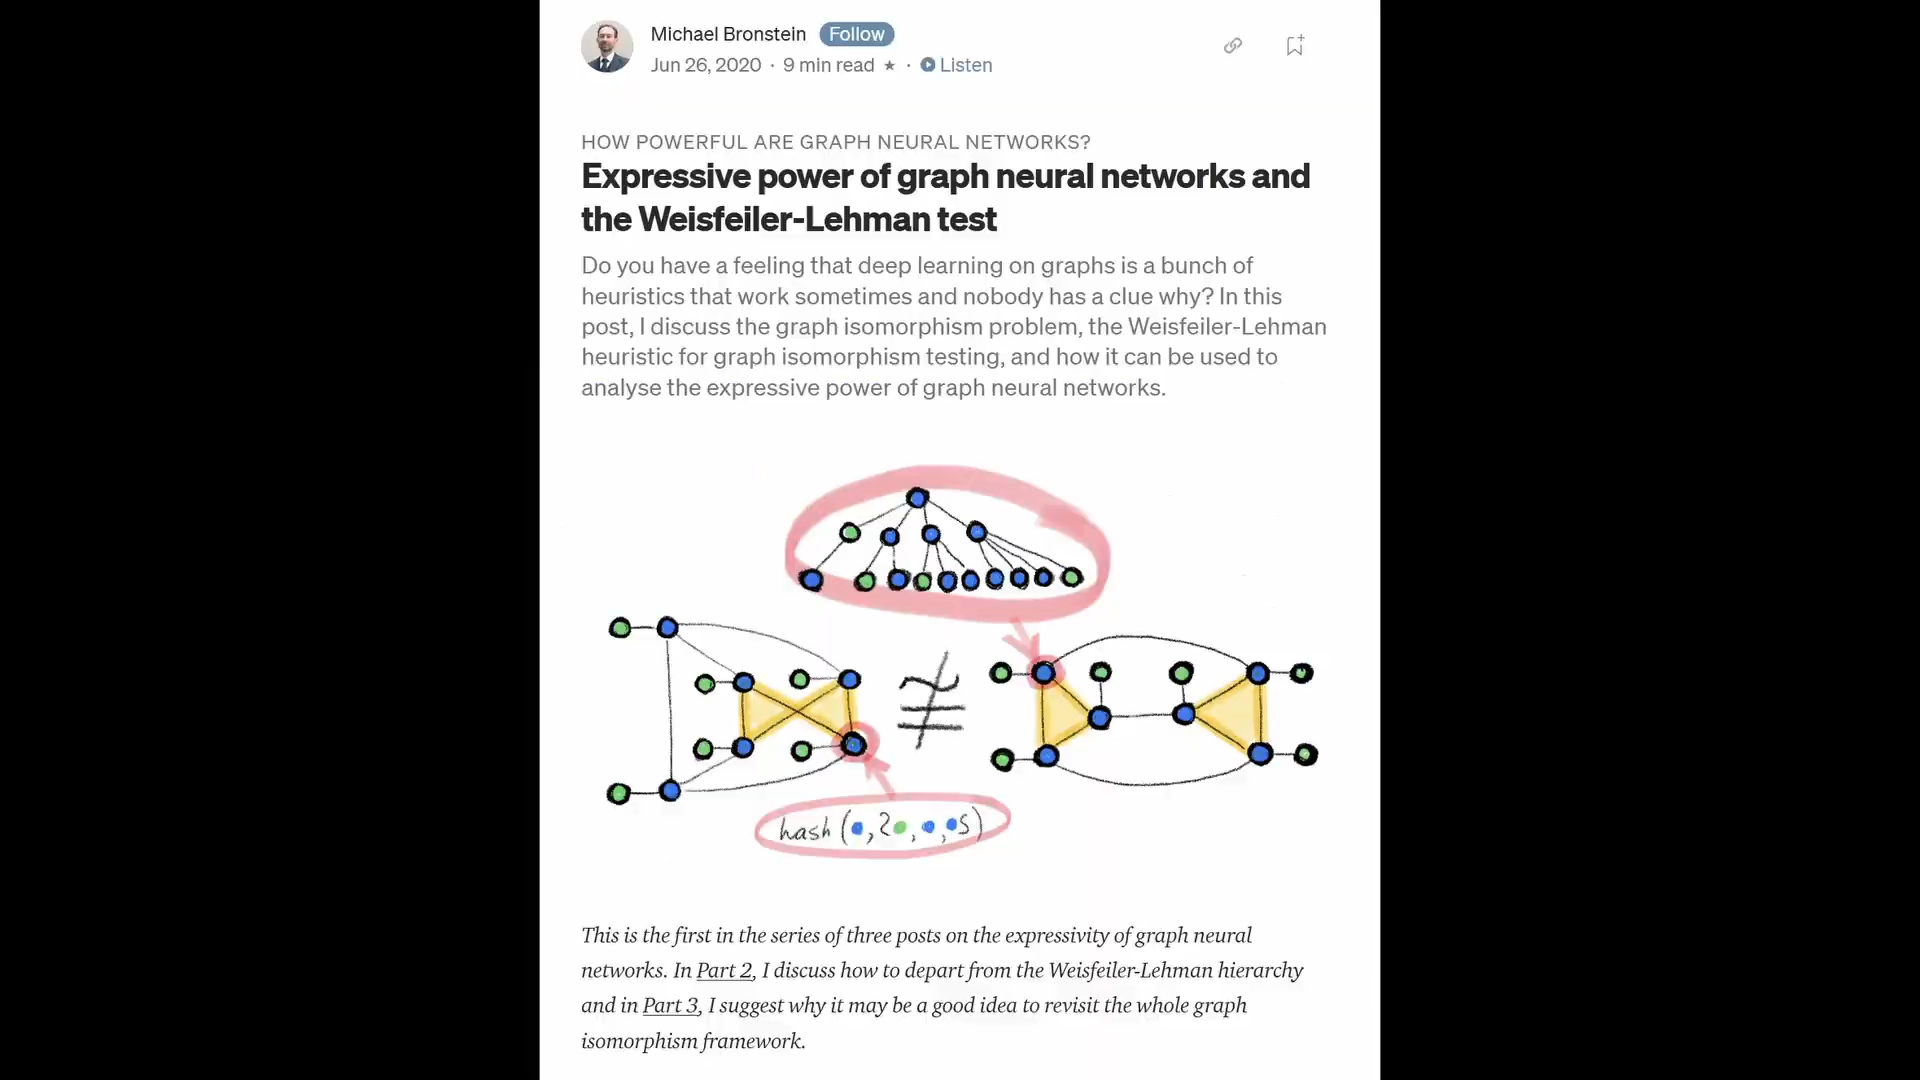 Michael Bronstein Follow
Jun 26, 2020 · 9 min read ★ · Listen
HOW POWERFUL ARE GRAPH NEURAL NETWORKS?
Expressive power of graph neural networks and
the Weisfeiler-Lehman test
Do you have a feeling that deep learning on graphs is a bunch of
heuristics that work sometimes and nobody has a clue why? In this
post, I discuss the graph isomorphism problem, the Weisfeiler-Lehman
heuristic for graph isomorphism testing, and how it can be used to
analyse the expressive power of graph neural networks.
≇
hash (●,2●,●,●5)
This is the first in the series of three posts on the expressivity of graph neural
networks. In Part 2, I discuss how to depart from the Weisfeiler-Lehman hierarchy
and in Part 3, I suggest why it may be a good idea to revisit the whole graph
isomorphism framework.